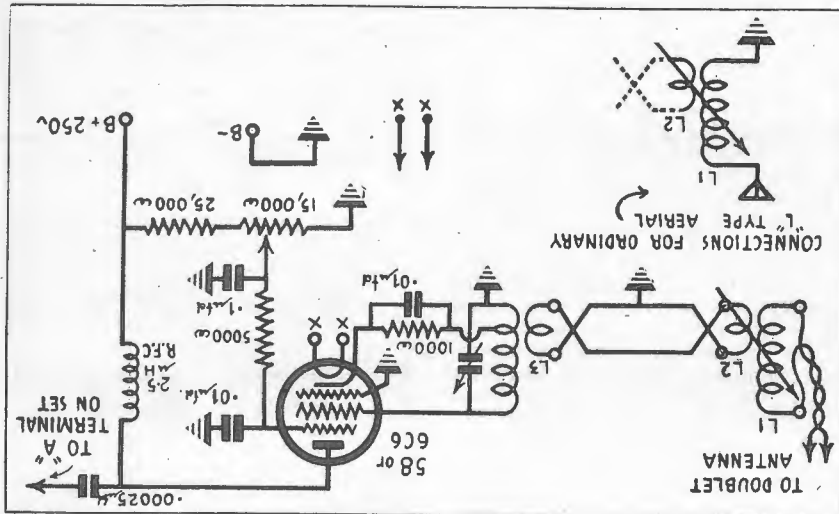 TO DOUBLET
ANTENNA
58 or
6C6
.00025µ
TO "A"
TERMINAL
ON SET
L1
L2
L3
.01µfd.
2.5
µH
R.F.C
5000ω
1000ω
.01µfd
.1µfd
X
X
CONNECTIONS FOR ORDINARY
"L" TYPE AERIAL
25,000ω
15,000ω
L1
L2
B+250v
B-
X
X